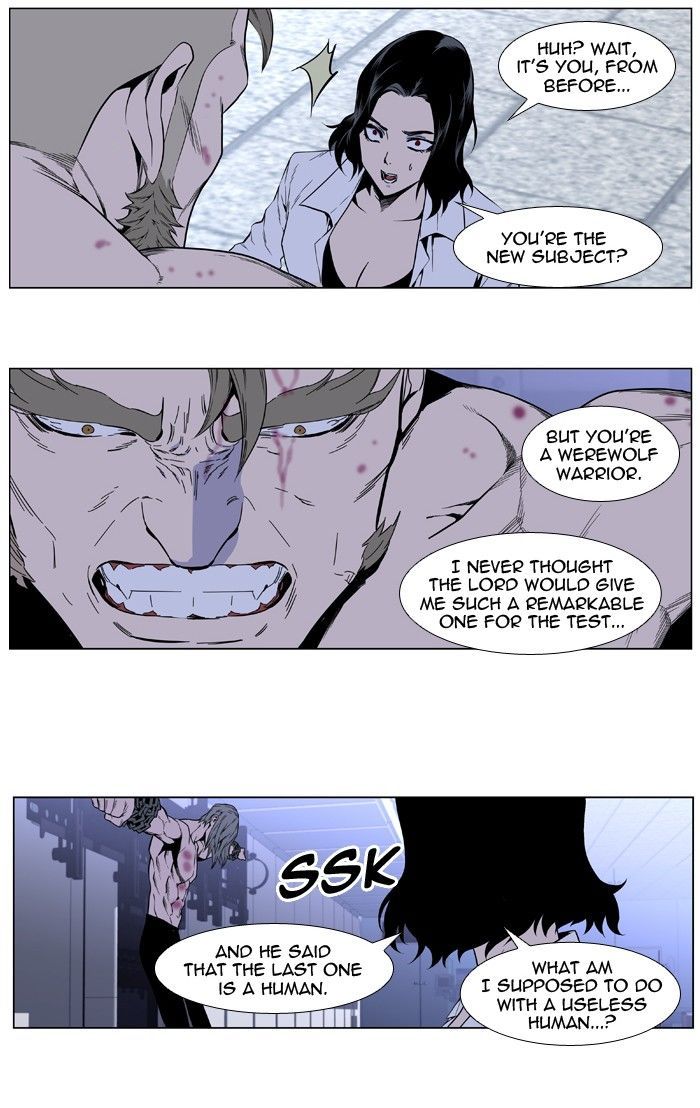 HUH? WAIT,
IT'S YOU, FROM
BEFORE...
YOU'RE THE
NEW SUBJECT?
BUT YOU'RE
A WEREWOLF
WARRIOR.
I NEVER THOUGHT
THE LORD WOULD GIVE
ME SUCH A REMARKABLE
ONE FOR THE TEST...
SSK
AND HE SAID
THAT THE LAST ONE
IS A HUMAN.
WHAT AM
I SUPPOSED TO DO
WITH A USELESS
HUMAN...?